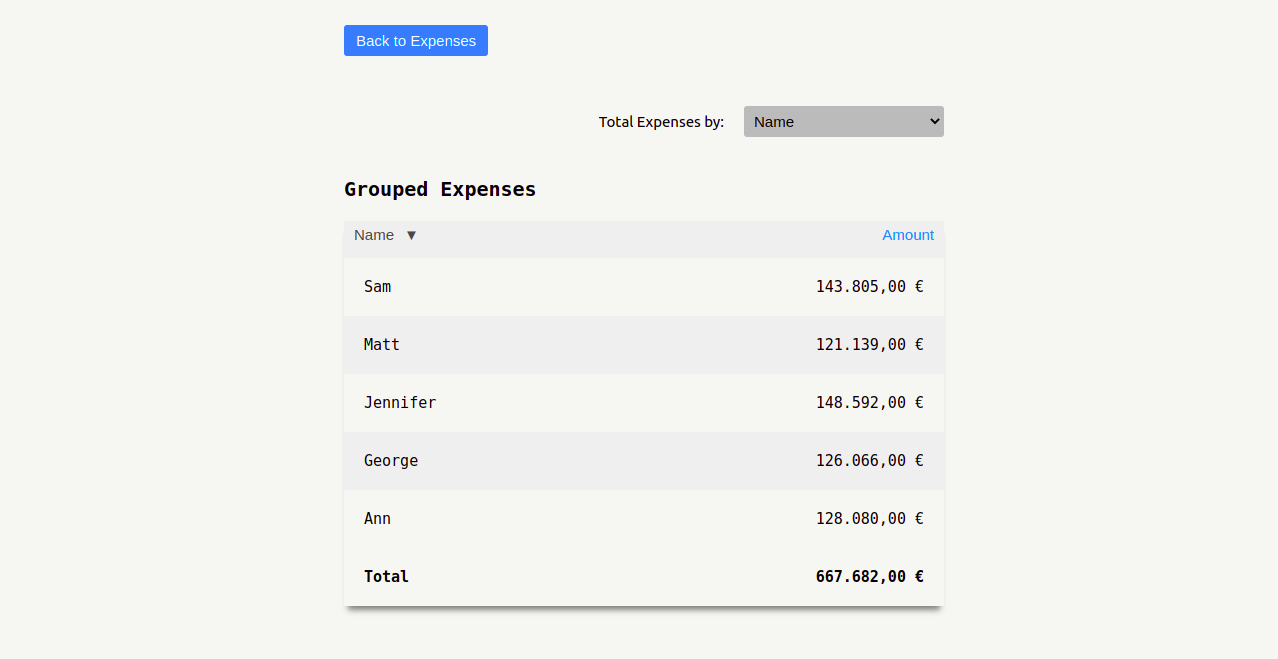 Back to Expenses
Total Expenses by: Name
Grouped Expenses
Name ▼ Amount
Sam 143.805,00 €
Matt 121.139,00 €
Jennifer 148.592,00 €
George 126.066,00 €
Ann 128.080,00 €
Total 667.682,00 €